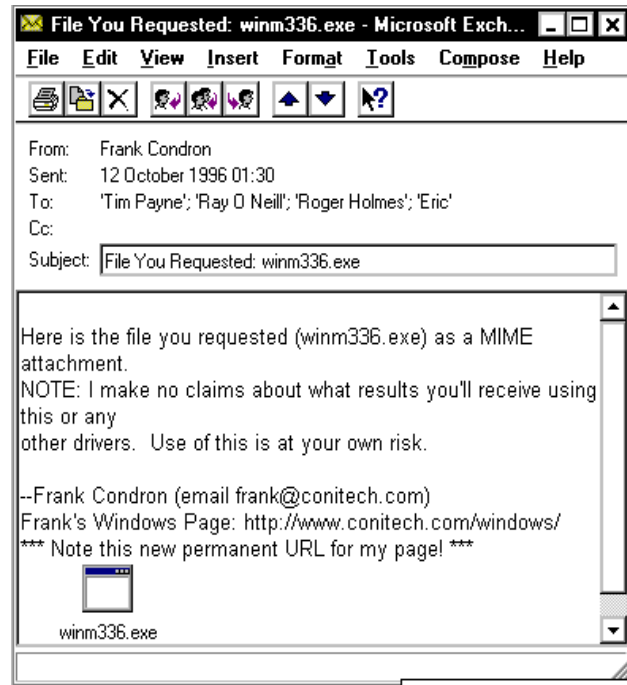 File You Requested: winm336.exe - Microsoft Exch...
File Edit View Insert Format Tools Compose Help
From: Frank Condron
Sent: 12 October 1996 01:30
To: 'Tim Payne'; 'Ray O Neill'; 'Roger Holmes'; 'Eric'
Cc:
Subject: File You Requested: winm336.exe
Here is the file you requested (winm336.exe) as a MIME
attachment.
NOTE: I make no claims about what results you'll receive using
this or any
other drivers. Use of this is at your own risk.
--Frank Condron (email frank@conitech.com)
Frank's Windows Page: http://www.conitech.com/windows/
*** Note this new permanent URL for my page! ***
winm336.exe